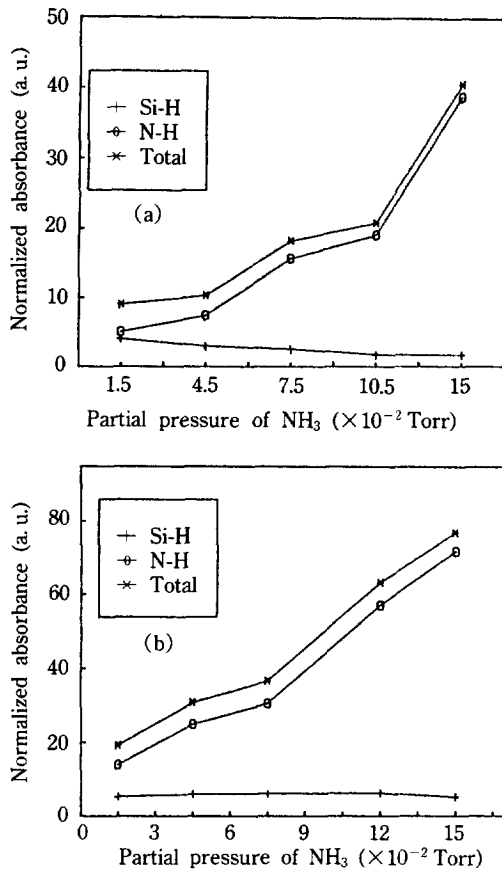 50
40
30
20
10
0
Normalized absorbance (a. u.)
Si-H
N-H
Total
(a)
1.5 4.5 7.5 10.5 15
Partial pressure of NH₃ (×10⁻² Torr)
80
60
40
20
0
Normalized absorbance (a. u.)
Si-H
N-H
Total
(b)
0 3 6 9 12 15
Partial pressure of NH₃ (×10⁻² Torr)